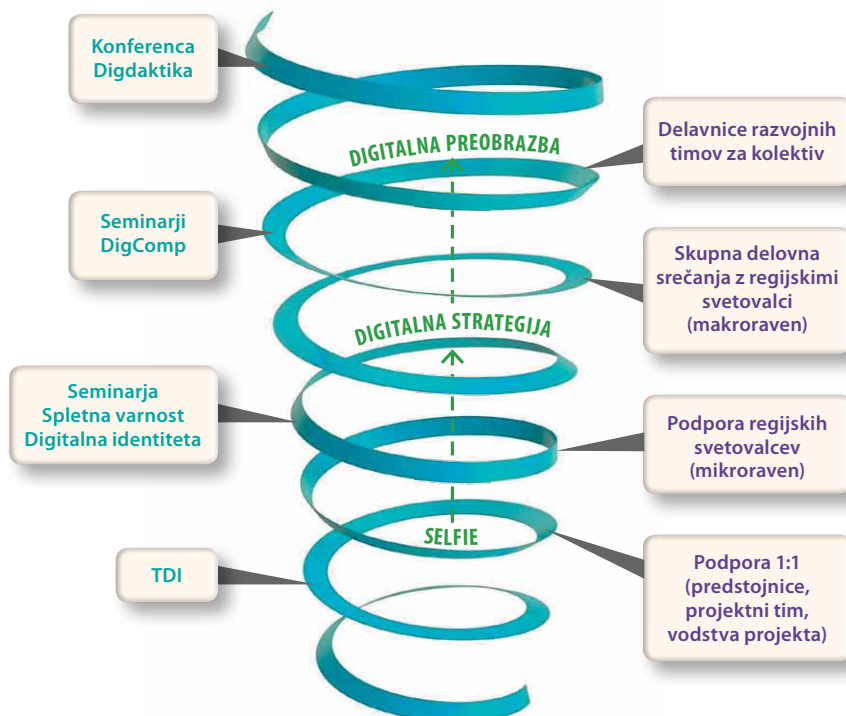 Konferenca
Digdaktika
DIGITALNA PREOBRAZBA
Delavnice razvojnih
timov za kolektiv
Seminarji
DigComp
Skupna delovna
srečanja z regijskimi
svetovalci
(makroraven)
DIGITALNA STRATEGIJA
Seminarja
Spletna varnost
Digitalna identiteta
Podpora regijskih
svetovalcev
(mikroraven)
SELFIE
TDI
Podpora 1:1
(predstojnice,
projektni tim,
vodstva projekta)